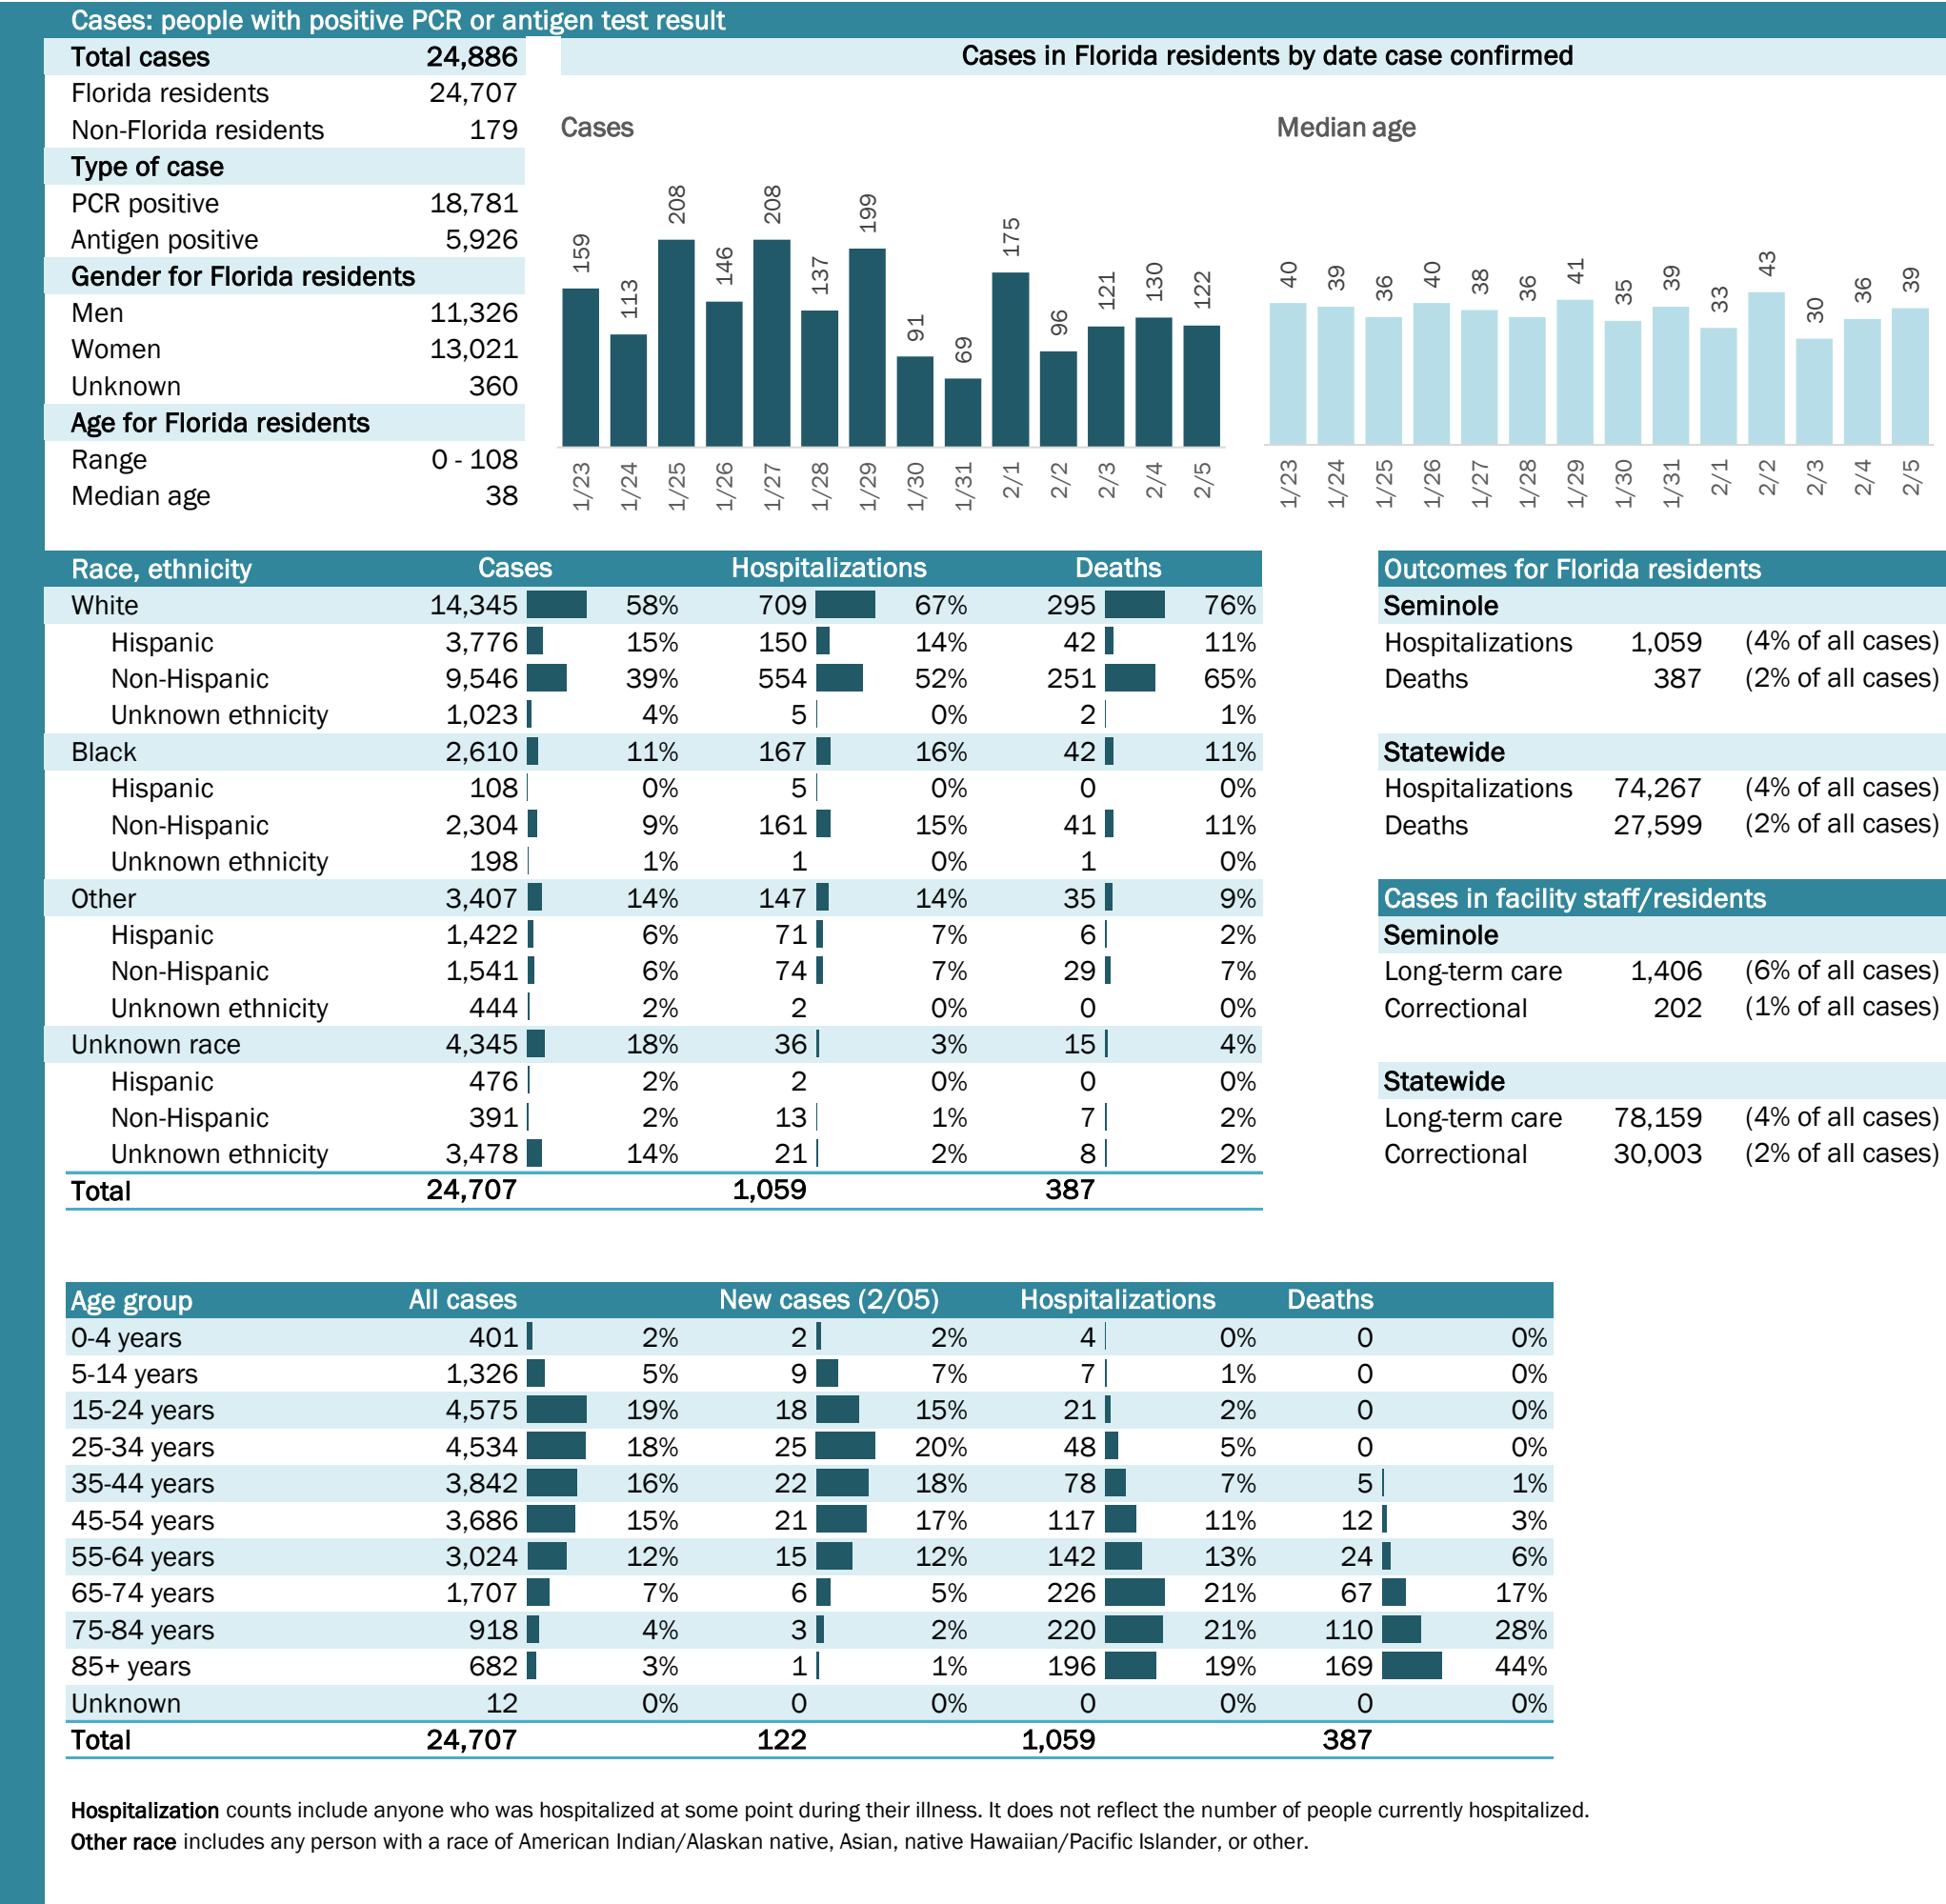 Cases: people with positive PCR or antigen test result
Total cases 24,886
Florida residents 24,707
Non-Florida residents 179
Type of case
PCR positive 18,781
Antigen positive 5,926
Gender for Florida residents
Men 11,326
Women 13,021
Unknown 360
Age for Florida residents
Range 0 - 108
Median age 38
Cases in Florida residents by date case confirmed
Cases
159 113 208 146 208 137 199 91 69 175 96 121 130 122
1/23 1/24 1/25 1/26 1/27 1/28 1/29 1/30 1/31 2/1 2/2 2/3 2/4 2/5
Median age
40 39 36 40 38 36 41 35 39 33 43 30 36 39
1/23 1/24 1/25 1/26 1/27 1/28 1/29 1/30 1/31 2/1 2/2 2/3 2/4 2/5
Race, ethnicity Cases Hospitalizations Deaths
White 14,345 58% 709 67% 295 76%
Hispanic 3,776 15% 150 14% 42 11%
Non-Hispanic 9,546 39% 554 52% 251 65%
Unknown ethnicity 1,023 4% 5 0% 2 1%
Black 2,610 11% 167 16% 42 11%
Hispanic 108 0% 5 0% 0 0%
Non-Hispanic 2,304 9% 161 15% 41 11%
Unknown ethnicity 198 1% 1 0% 1 0%
Other 3,407 14% 147 14% 35 9%
Hispanic 1,422 6% 71 7% 6 2%
Non-Hispanic 1,541 6% 74 7% 29 7%
Unknown ethnicity 444 2% 2 0% 0 0%
Unknown race 4,345 18% 36 3% 15 4%
Hispanic 476 2% 2 0% 0 0%
Non-Hispanic 391 2% 13 1% 7 2%
Unknown ethnicity 3,478 14% 21 2% 8 2%
Total 24,707 1,059 387
Outcomes for Florida residents
Seminole
Hospitalizations 1,059 (4% of all cases)
Deaths 387 (2% of all cases)
Statewide
Hospitalizations 74,267 (4% of all cases)
Deaths 27,599 (2% of all cases)
Cases in facility staff/residents
Seminole
Long-term care 1,406 (6% of all cases)
Correctional 202 (1% of all cases)
Statewide
Long-term care 78,159 (4% of all cases)
Correctional 30,003 (2% of all cases)
Age group All cases New cases (2/05) Hospitalizations Deaths
0-4 years 401 2% 2 2% 4 0% 0 0%
5-14 years 1,326 5% 9 7% 7 1% 0 0%
15-24 years 4,575 19% 18 15% 21 2% 0 0%
25-34 years 4,534 18% 25 20% 48 5% 0 0%
35-44 years 3,842 16% 22 18% 78 7% 5 1%
45-54 years 3,686 15% 21 17% 117 11% 12 3%
55-64 years 3,024 12% 15 12% 142 13% 24 6%
65-74 years 1,707 7% 6 5% 226 21% 67 17%
75-84 years 918 4% 3 2% 220 21% 110 28%
85+ years 682 3% 1 1% 196 19% 169 44%
Unknown 12 0% 0 0% 0 0% 0 0%
Total 24,707 122 1,059 387
Hospitalization counts include anyone who was hospitalized at some point during their illness. It does not reflect the number of people currently hospitalized.
Other race includes any person with a race of American Indian/Alaskan native, Asian, native Hawaiian/Pacific Islander, or other.